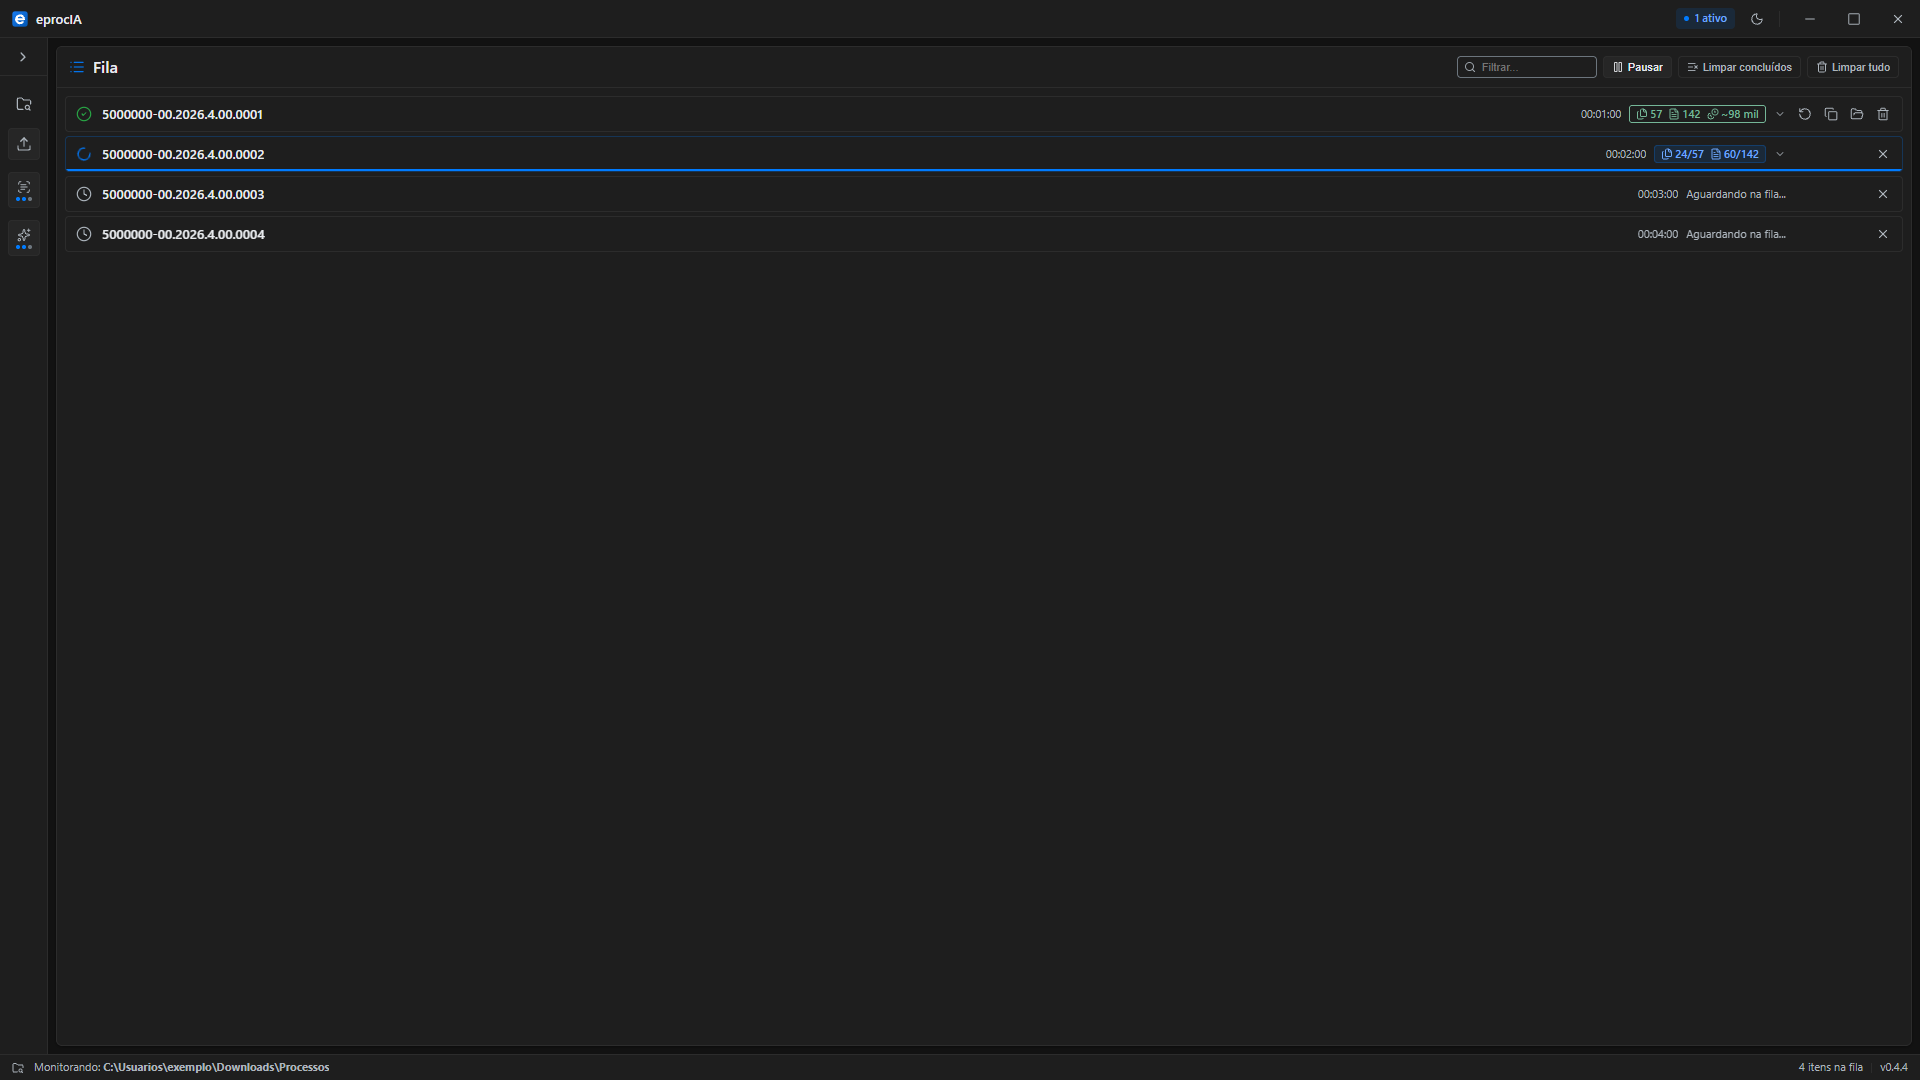 eprocIA
1 ativo
Fila
Filtrar...
Pausar
Limpar concluídos
Limpar tudo
5000000-00.2026.4.00.0001
00:01:00 57 142 ~98 mil
5000000-00.2026.4.00.0002
00:02:00 24/57 60/142
5000000-00.2026.4.00.0003
00:03:00 Aguardando na fila...
5000000-00.2026.4.00.0004
00:04:00 Aguardando na fila...
Monitorando: C:\Usuarios\exemplo\Downloads\Processos
4 itens na fila
v0.4.4